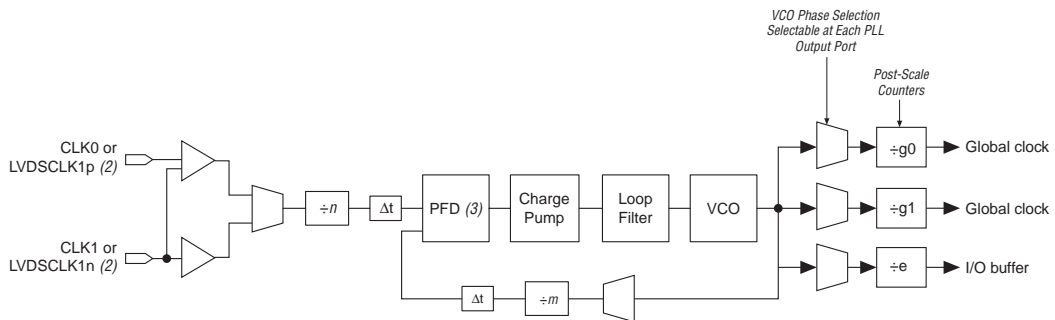 VCO Phase Selection
Selectable at Each PLL
Output Port
Post-Scale
Counters
CLK0 or
LVDSCLK1p (2)
÷g0
Global clock
÷n
Δt
PFD (3)
Charge
Pump
Loop
Filter
VCO
÷g1
Global clock
CLK1 or
LVDSCLK1n (2)
÷e
I/O buffer
Δt
÷m